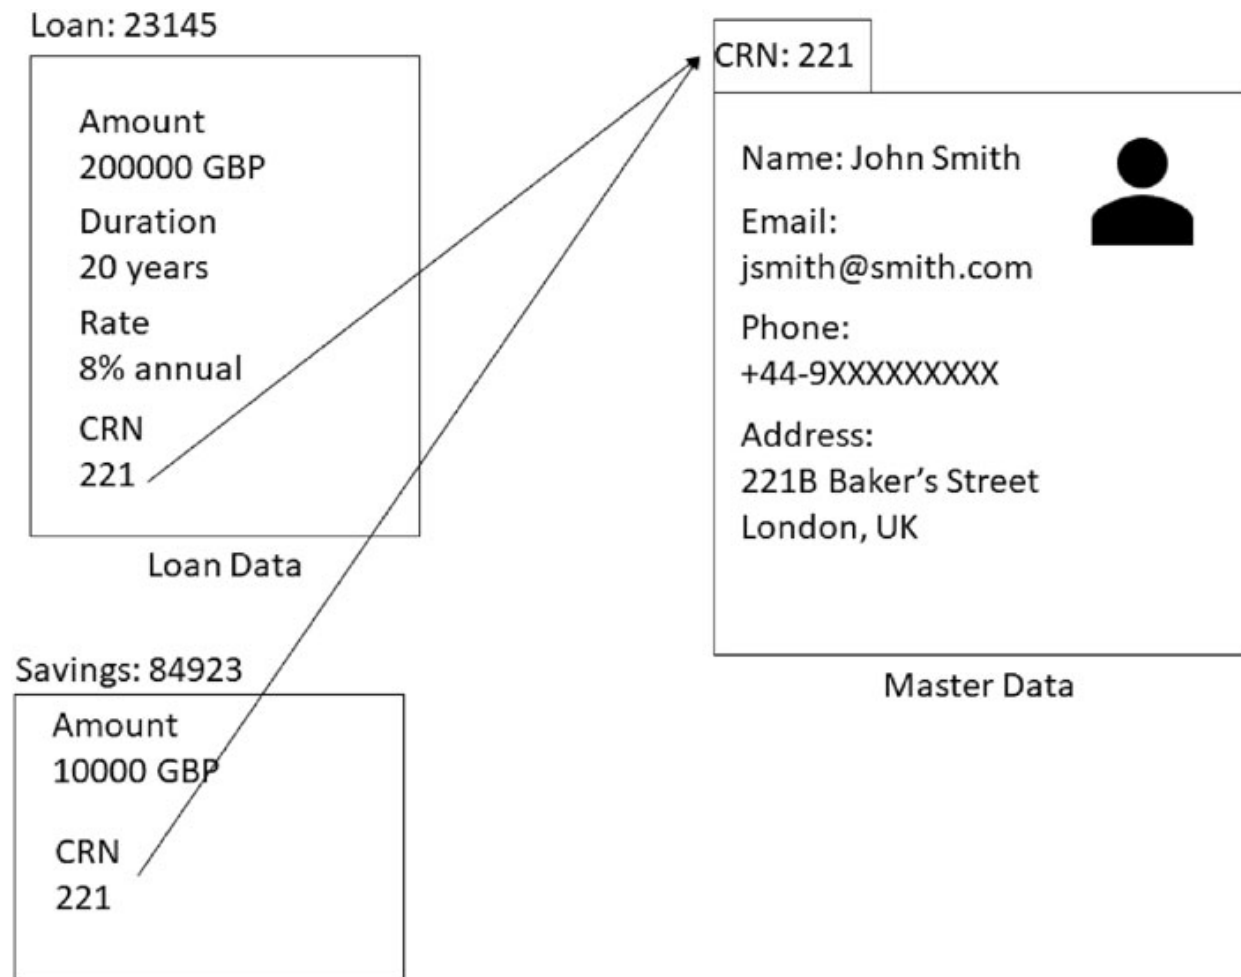 Loan: 23145
Amount
200000 GBP
Duration
20 years
Rate
8% annual
CRN
221
Loan Data
Savings: 84923
Amount
10000 GBP
CRN
221
CRN: 221
Name: John Smith
Email:
jsmith@smith.com
Phone:
+44-9XXXXXXXXX
Address:
221B Baker’s Street
London, UK
Master Data